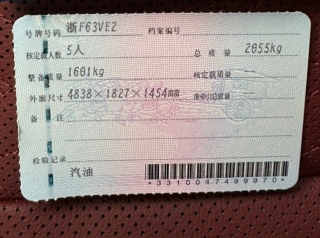 号牌号码 浙F63VE2 档案编号
核定载人数 5人 总质量 2055kg
整备质量 1601kg 核定载质量
外廓尺寸 4838×1827×1454mm 准牵引总质量
备注
检验记录
汽油
*3310047499970*